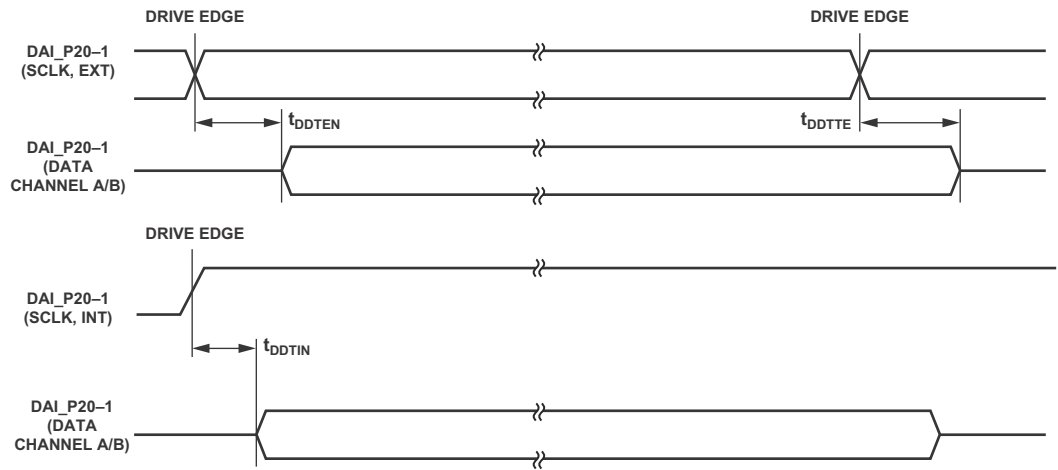 DRIVE EDGE
DRIVE EDGE
DAI_P20–1
(SCLK, EXT)
tDDTEN
tDDTTE
DAI_P20–1
(DATA
CHANNEL A/B)
DRIVE EDGE
DAI_P20–1
(SCLK, INT)
tDDTIN
DAI_P20–1
(DATA
CHANNEL A/B)